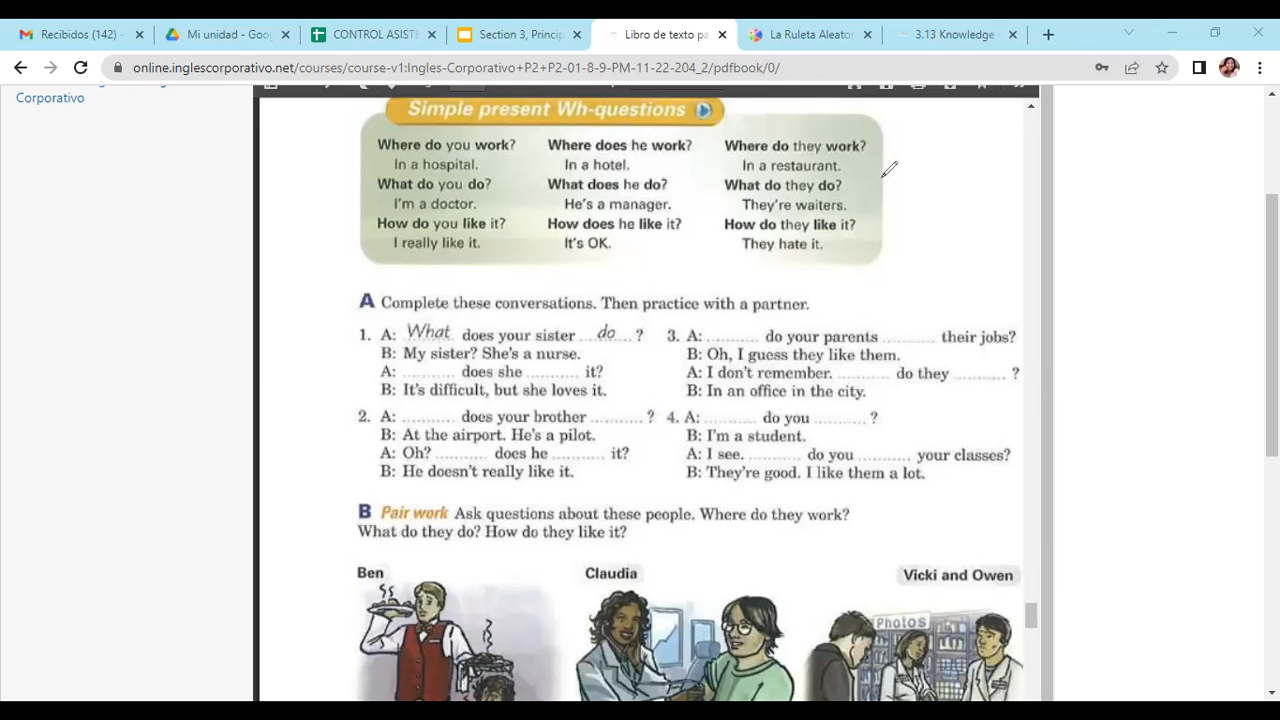 Recibidos (142) -
Mi unidad - Goo
CONTROL ASIST
Section 3, Princip
Libro de texto pa
La Ruleta Aleator
3.13 Knowledge
online.inglescorporativo.net/courses/course-v1:Ingles-Corporativo+P2+P2-01-8-9-PM-11-22-204_2/pdfbook/0/
Corporativo
Simple present Wh-questions
Where do you work?
In a hospital.
What do you do?
I'm a doctor.
How do you like it?
I really like it.
Where does he work?
In a hotel.
What does he do?
He's a manager.
How does he like it?
It's OK.
Where do they work?
In a restaurant.
What do they do?
They're waiters.
How do they like it?
They hate it.
A Complete these conversations. Then practice with a partner.
1. A: What does your sister do ?
B: My sister? She's a nurse.
A: .......... does she .......... it?
B: It's difficult, but she loves it.
2. A: .......... does your brother .......... ?
B: At the airport. He's a pilot.
A: Oh? .......... does he .......... it?
B: He doesn't really like it.
3. A: .......... do your parents .......... their jobs?
B: Oh, I guess they like them.
A: I don't remember. .......... do they .......... ?
B: In an office in the city.
4. A: .......... do you .......... ?
B: I'm a student.
A: I see. .......... do you .......... your classes?
B: They're good. I like them a lot.
B Pair work Ask questions about these people. Where do they work?
What do they do? How do they like it?
Ben
Claudia
Vicki and Owen
Photos